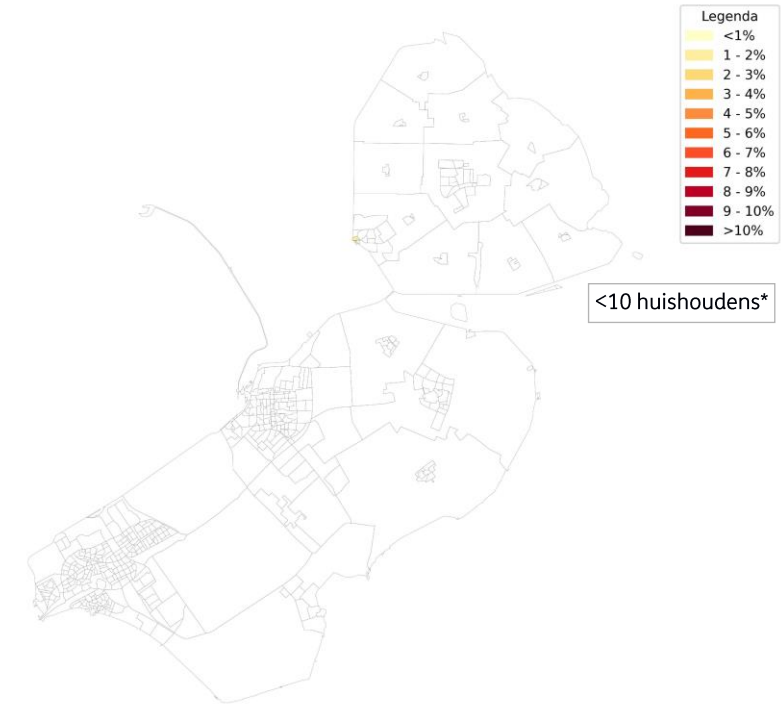 Legenda
<1%
1 - 2%
2 - 3%
3 - 4%
4 - 5%
5 - 6%
6 - 7%
7 - 8%
8 - 9%
9 - 10%
>10%
<10 huishoudens*